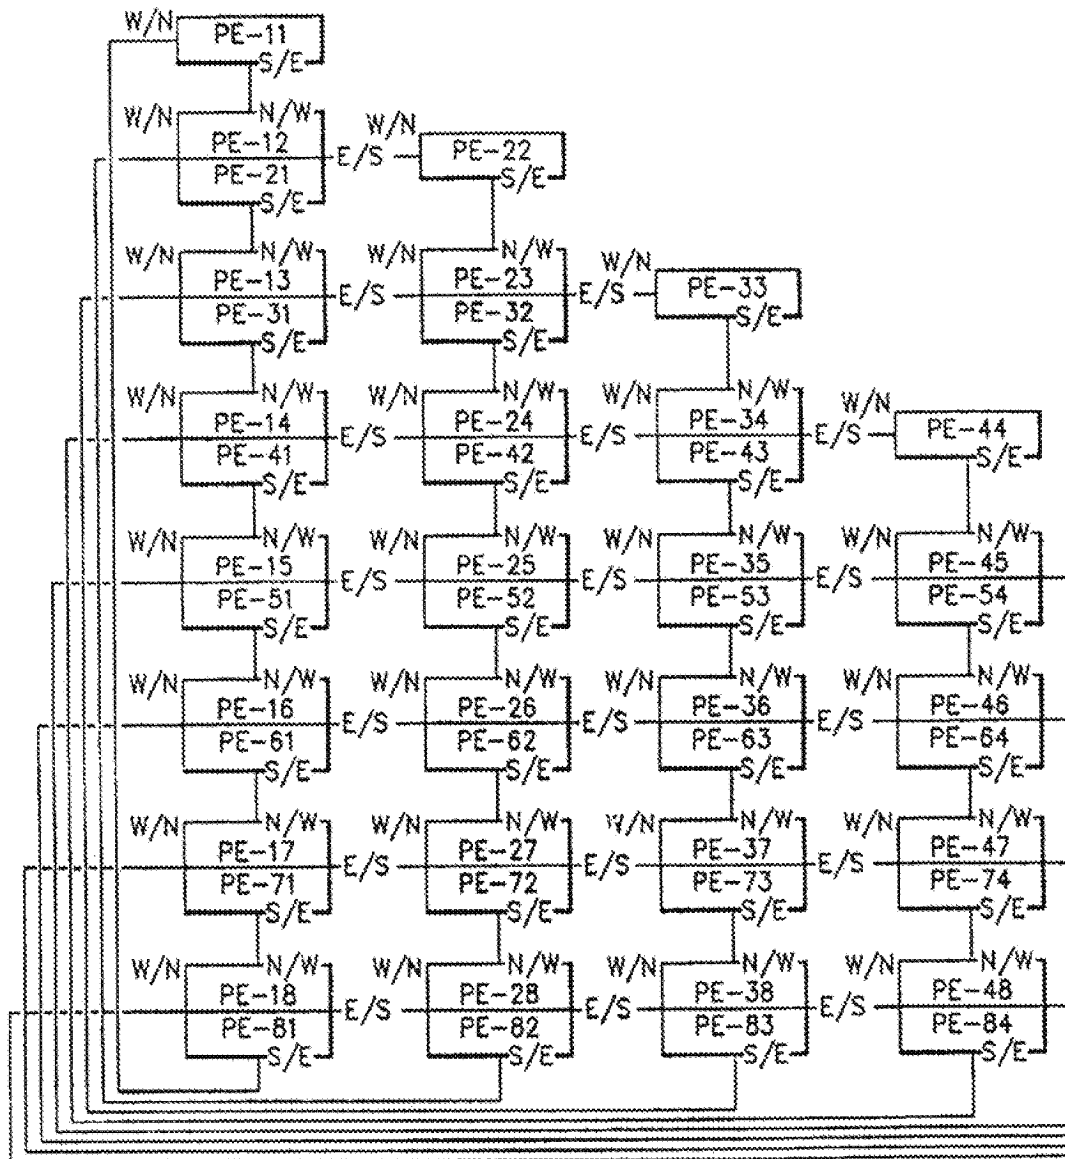 W/N PE-11
S/E
W/N N/W
PE-12 E/S W/N PE-22
PE-21 S/E
S/E
W/N N/W W/N N/W
PE-13 E/S PE-23 E/S W/N PE-33
PE-31 PE-32 S/E
S/E S/E
W/N N/W W/N N/W W/N N/W
PE-14 E/S PE-24 E/S PE-34 E/S W/N PE-44
PE-41 PE-42 PE-43 S/E
S/E S/E S/E
W/N N/W W/N N/W W/N N/W W/N N/W
PE-15 E/S PE-25 E/S PE-35 E/S PE-45
PE-51 PE-52 PE-53 PE-54
S/E S/E S/E S/E
W/N N/W W/N N/W W/N N/W W/N N/W
PE-16 E/S PE-26 E/S PE-36 E/S PE-46
PE-61 PE-62 PE-63 PE-64
S/E S/E S/E S/E
W/N N/W W/N N/W W/N N/W W/N N/W
PE-17 E/S PE-27 E/S PE-37 E/S PE-47
PE-71 PE-72 PE-73 PE-74
S/E S/E S/E S/E
W/N N/W W/N N/W W/N N/W W/N N/W
PE-18 E/S PE-28 E/S PE-38 E/S PE-48
PE-81 PE-82 PE-83 PE-84
S/E S/E S/E S/E